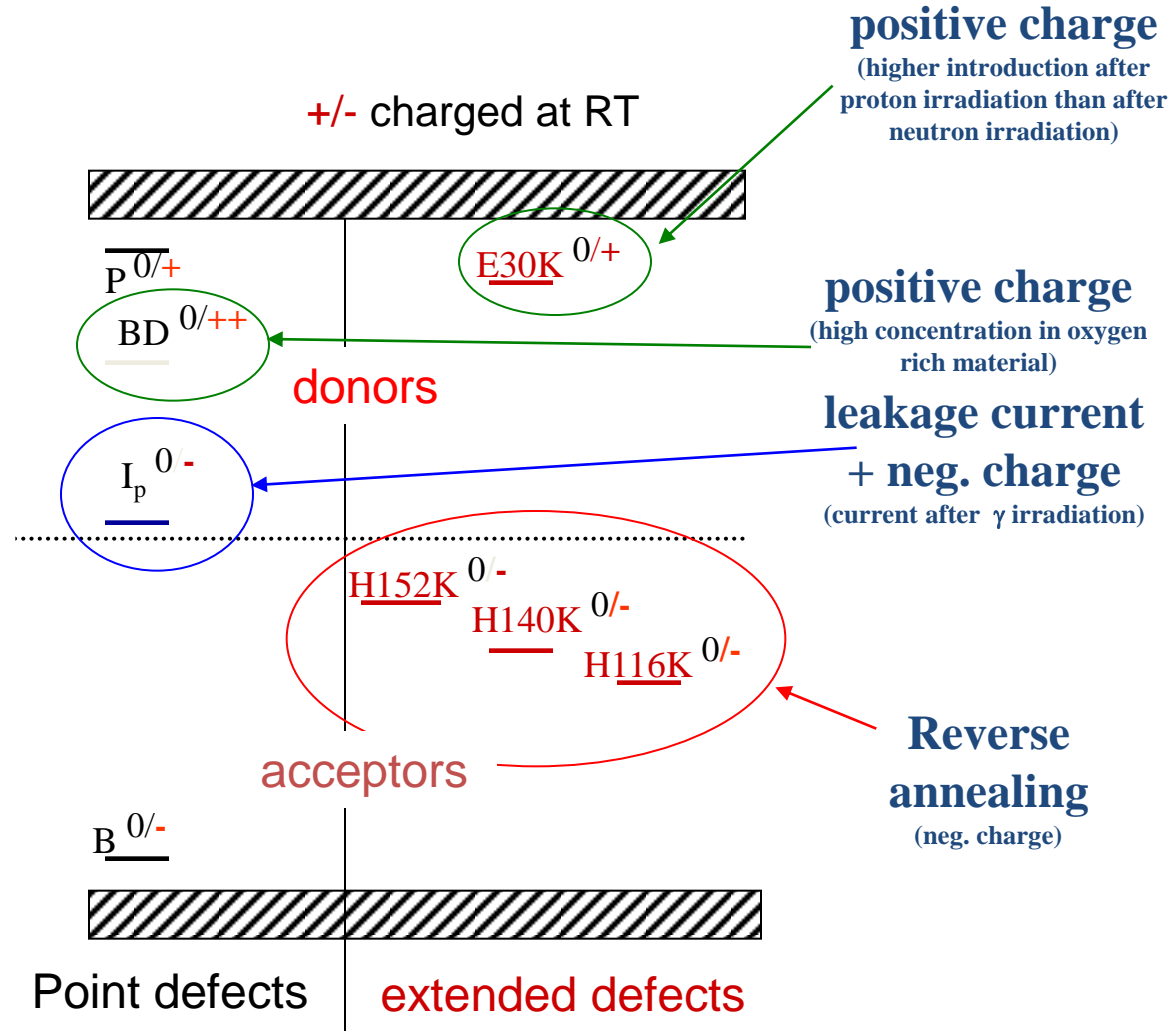 positive charge
(higher introduction after
proton irradiation than after
neutron irradiation)
+/- charged at RT
E30K 0/+
P 0/+
BD 0/++
positive charge
(high concentration in oxygen
rich material)
donors
leakage current
+ neg. charge
(current after γ irradiation)
Ip 0/-
H152K 0/-
H140K 0/-
H116K 0/-
Reverse
annealing
(neg. charge)
acceptors
B 0/-
Point defects
extended defects